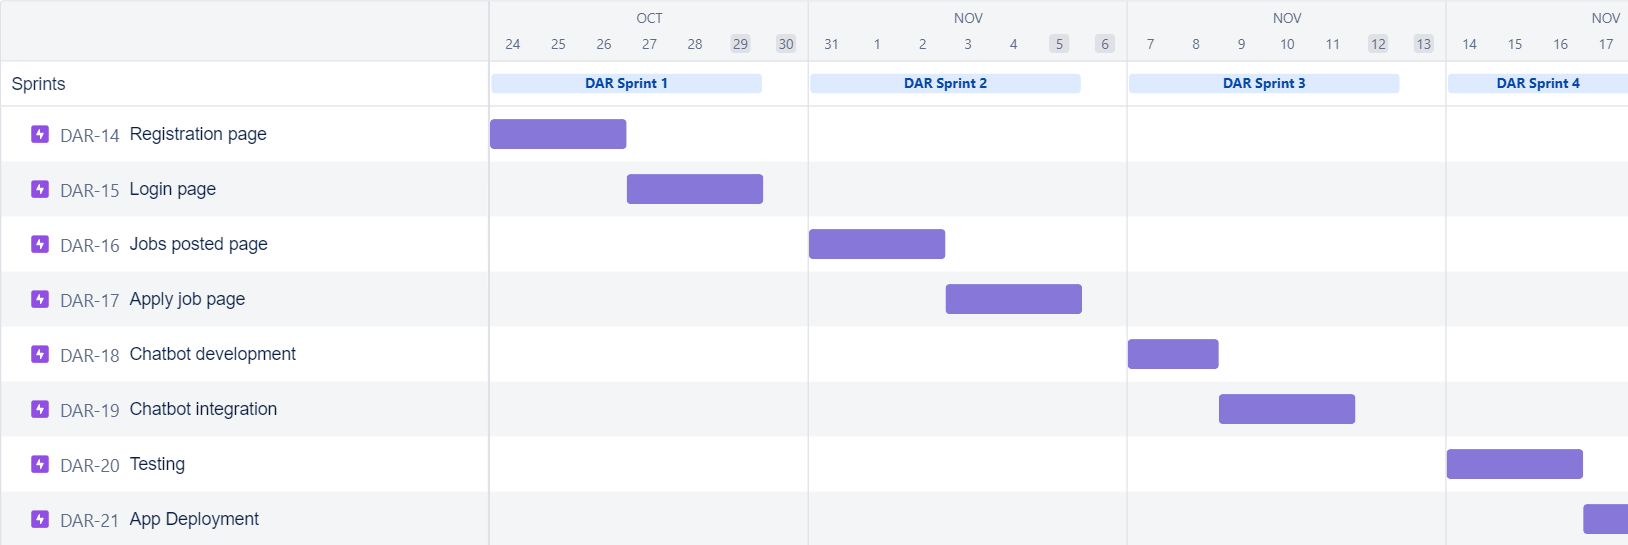 OCT NOV NOV NOV
24 25 26 27 28 29 30 31 1 2 3 4 5 6 7 8 9 10 11 12 13 14 15 16 17
Sprints DAR Sprint 1 DAR Sprint 2 DAR Sprint 3 DAR Sprint 4
DAR-14 Registration page
DAR-15 Login page
DAR-16 Jobs posted page
DAR-17 Apply job page
DAR-18 Chatbot development
DAR-19 Chatbot integration
DAR-20 Testing
DAR-21 App Deployment